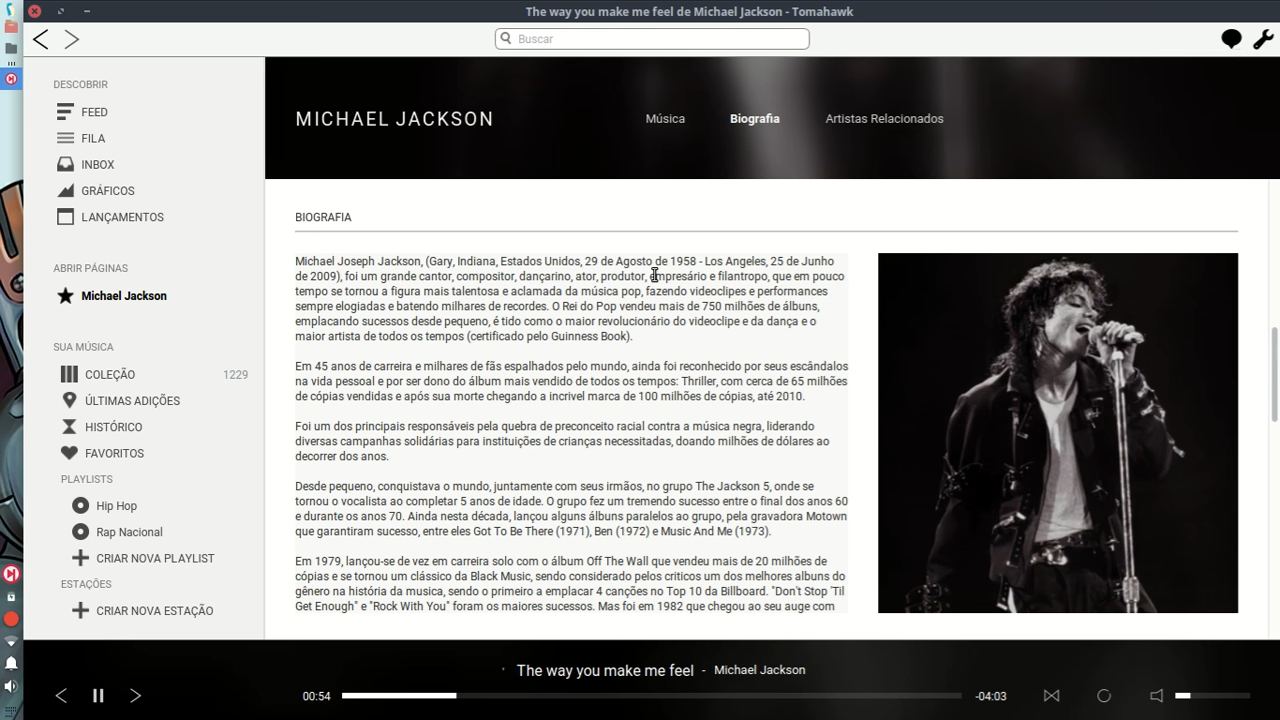 The way you make me feel de Michael Jackson - Tomahawk
Buscar
DESCOBRIR
FEED
FILA
INBOX
GRÁFICOS
LANÇAMENTOS
ABRIR PÁGINAS
Michael Jackson
SUA MÚSICA
COLEÇÃO 1229
ÚLTIMAS ADIÇÕES
HISTÓRICO
FAVORITOS
PLAYLISTS
Hip Hop
Rap Nacional
CRIAR NOVA PLAYLIST
ESTAÇÕES
CRIAR NOVA ESTAÇÃO
MICHAEL JACKSON
Música Biografia Artistas Relacionados
BIOGRAFIA
Michael Joseph Jackson, (Gary, Indiana, Estados Unidos, 29 de Agosto de 1958 - Los Angeles, 25 de Junho
de 2009), foi um grande cantor, compositor, dançarino, ator, produtor, empresário e filantropo, que em pouco
tempo se tornou a figura mais talentosa e aclamada da música pop, fazendo videoclipes e performances
sempre elogiadas e batendo milhares de recordes. O Rei do Pop vendeu mais de 750 milhões de álbuns,
emplacando sucessos desde pequeno, é tido como o maior revolucionário do videoclipe e da dança e o
maior artista de todos os tempos (certificado pelo Guinness Book).
Em 45 anos de carreira e milhares de fãs espalhados pelo mundo, ainda foi reconhecido por seus escândalos
na vida pessoal e por ser dono do álbum mais vendido de todos os tempos: Thriller, com cerca de 65 milhões
de cópias vendidas e após sua morte chegando a incrivel marca de 100 milhões de cópias, até 2010.
Foi um dos principais responsáveis pela quebra de preconceito racial contra a música negra, liderando
diversas campanhas solidárias para instituições de crianças necessitadas, doando milhões de dólares ao
decorrer dos anos.
Desde pequeno, conquistava o mundo, juntamente com seus irmãos, no grupo The Jackson 5, onde se
tornou o vocalista ao completar 5 anos de idade. O grupo fez um tremendo sucesso entre o final dos anos 60
e durante os anos 70. Ainda nesta década, lançou alguns álbuns paralelos ao grupo, pela gravadora Motown
que garantiram sucesso, entre eles Got To Be There (1971), Ben (1972) e Music And Me (1973).
Em 1979, lançou-se de vez em carreira solo com o álbum Off The Wall que vendeu mais de 20 milhões de
cópias e se tornou um clássico da Black Music, sendo considerado pelos criticos um dos melhores albuns do
gênero na história da musica, sendo o primeiro a emplacar 4 canções no Top 10 da Billboard. "Don't Stop 'Til
Get Enough" e "Rock With You" foram os maiores sucessos. Mas foi em 1982 que chegou ao seu auge com
The way you make me feel - Michael Jackson
00:54 -04:03